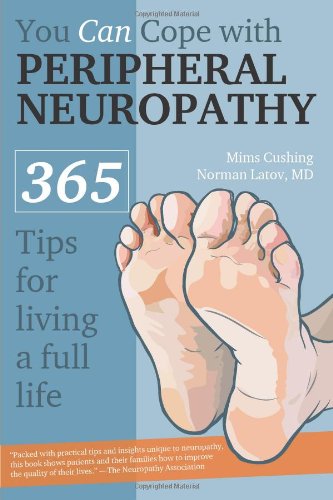 You Can Cope with
PERIPHERAL
NEUROPATHY
Mims Cushing
Norman Latov, MD
365
Tips
for
living
a full
life
"Packed with practical tips and insights unique to neuropathy,
this book shows patients and their families how to improve
the quality of their lives." —The Neuropathy Association